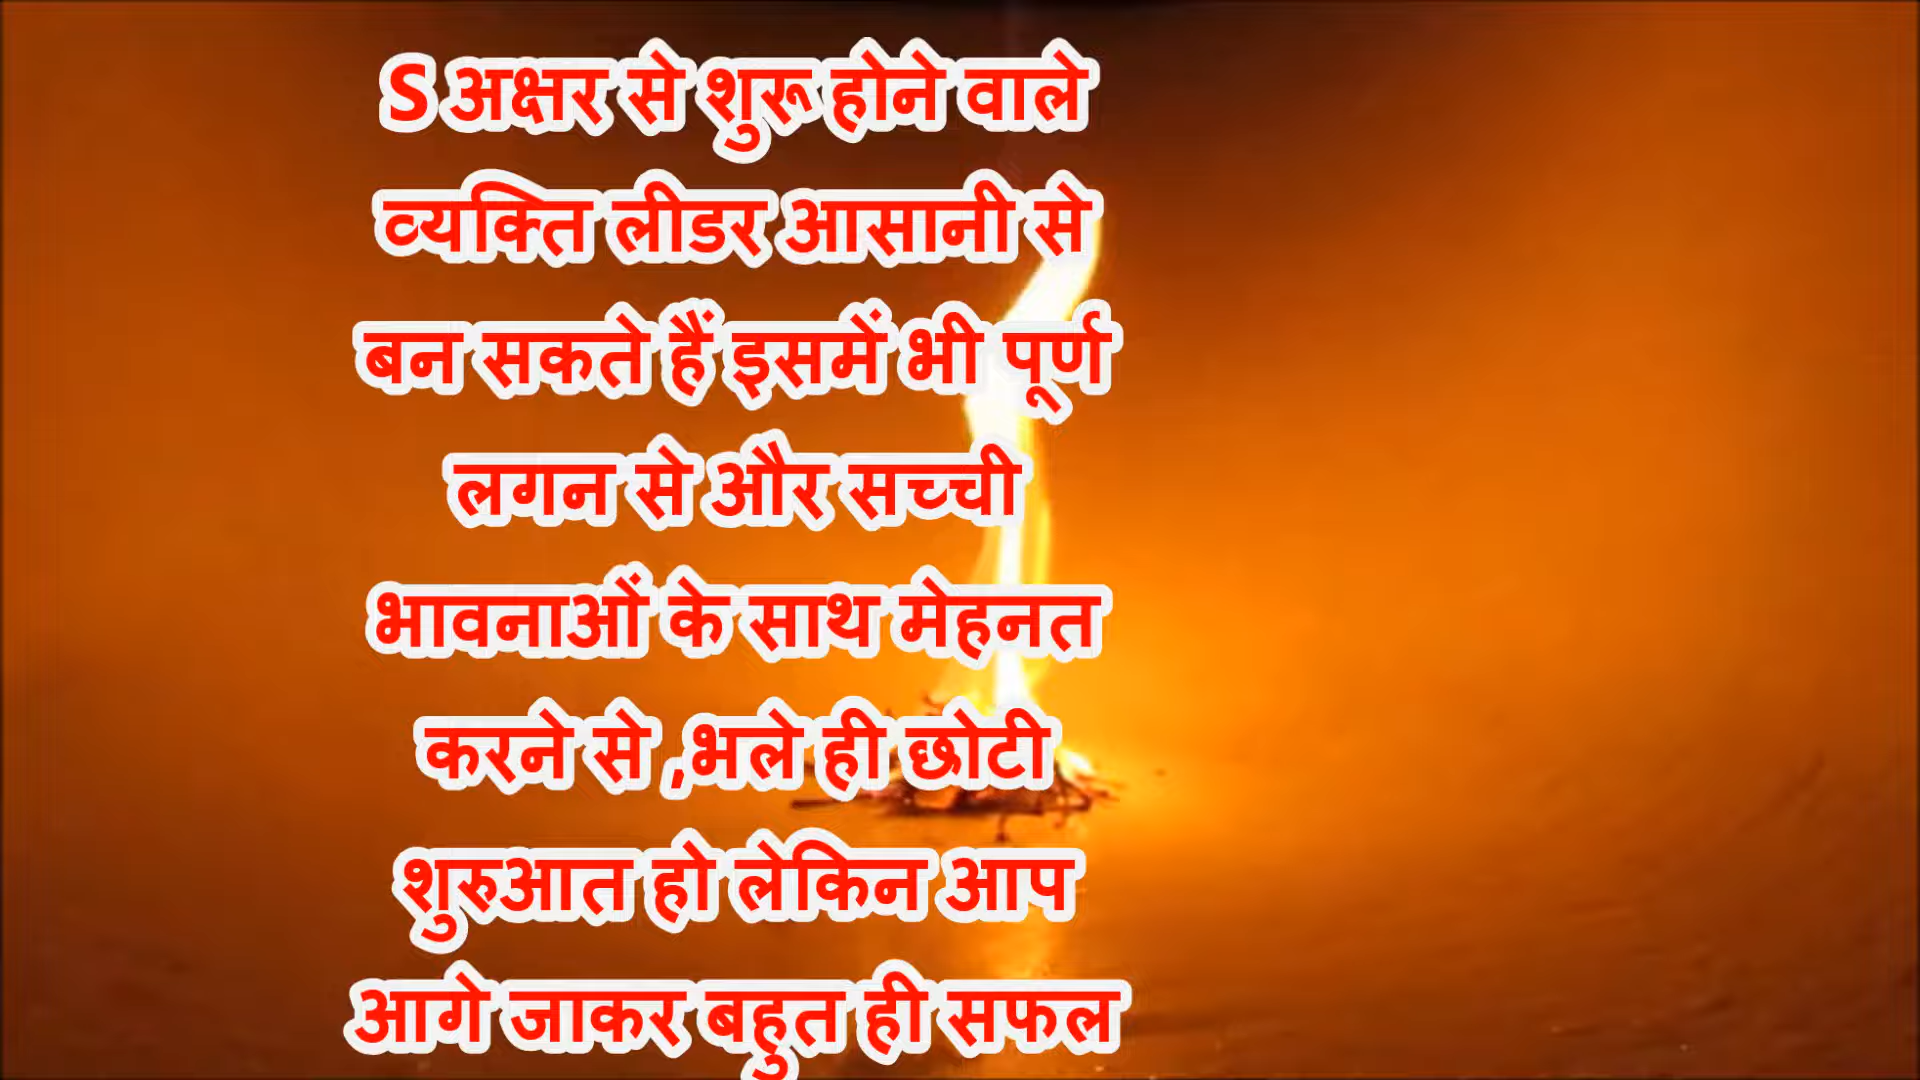 S अक्षर से शुरू होने वाले
व्यक्ति लीडर आसानी से
बन सकते हैं इसमें भी पूर्ण
लगन से और सच्ची
भावनाओं के साथ मेहनत
करने से ,भले ही छोटी
शुरुआत हो लेकिन आप
आगे जाकर बहुत ही सफल